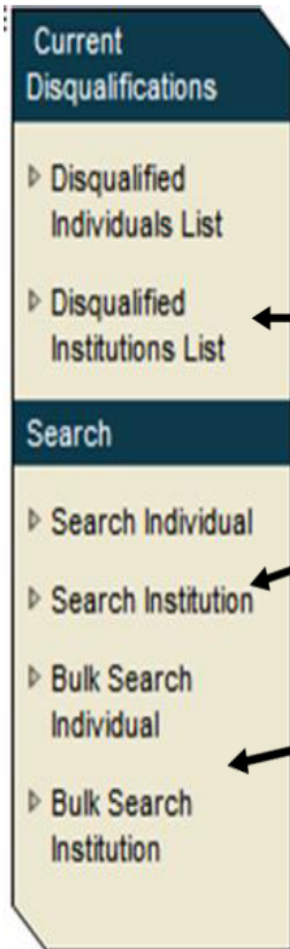 Current
Disqualifications
Disqualified
Individuals List
Disqualified
Institutions List
Search
Search Individual
Search Institution
Bulk Search
Individual
Bulk Search
Institution